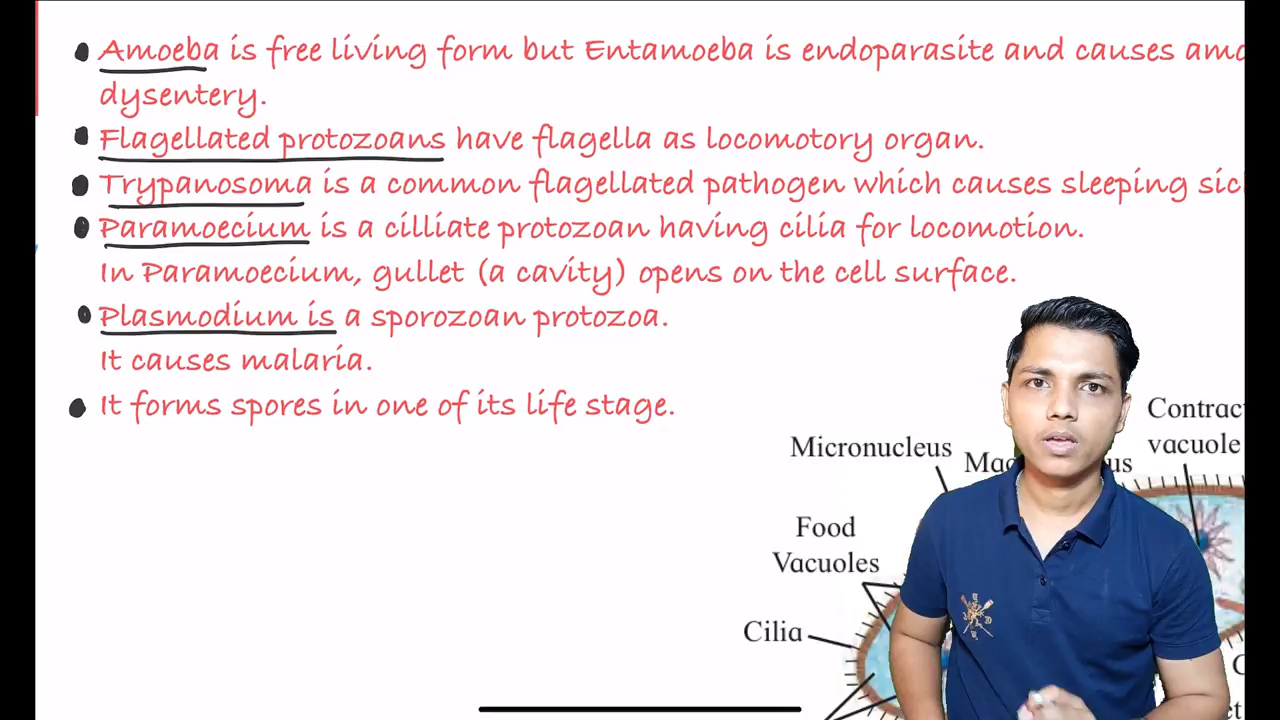 Amoeba is free living form but Entamoeba is endoparasite and causes
dysentery.
Flagellated protozoans have flagella as locomotory organ.
Trypanosoma is a common flagellated pathogen which causes sleeping
Paramoecium is a cilliate protozoan having cilia for locomotion.
In Paramoecium, gullet (a cavity) opens on the cell surface.
Plasmodium is a sporozoan protozoa.
It causes malaria.
It forms spores in one of its life stage.
Micronucleus
vacuole
Food
Vacuoles
Cilia